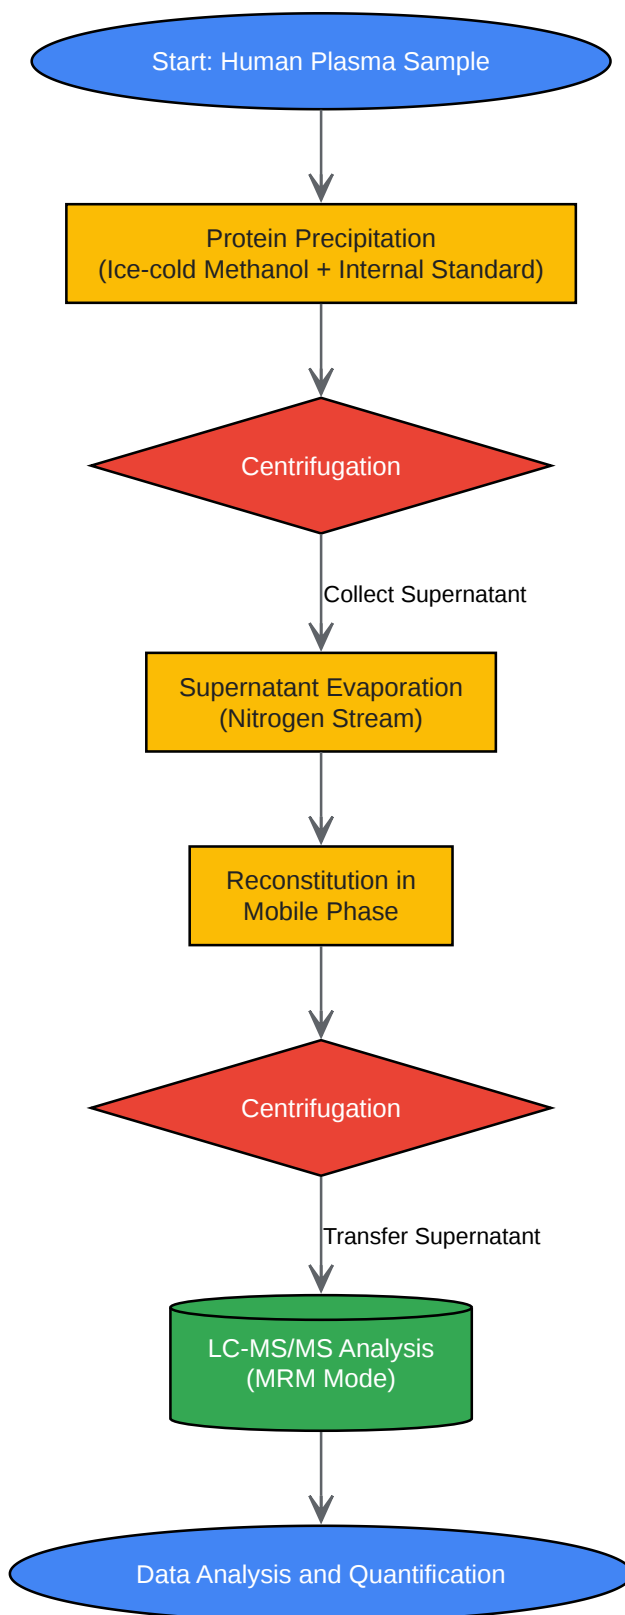 Start: Human Plasma Sample
Protein Precipitation
(Ice-cold Methanol + Internal Standard)
Centrifugation
Collect Supernatant
Supernatant Evaporation
(Nitrogen Stream)
Reconstitution in
Mobile Phase
Centrifugation
Transfer Supernatant
LC-MS/MS Analysis
(MRM Mode)
Data Analysis and Quantification